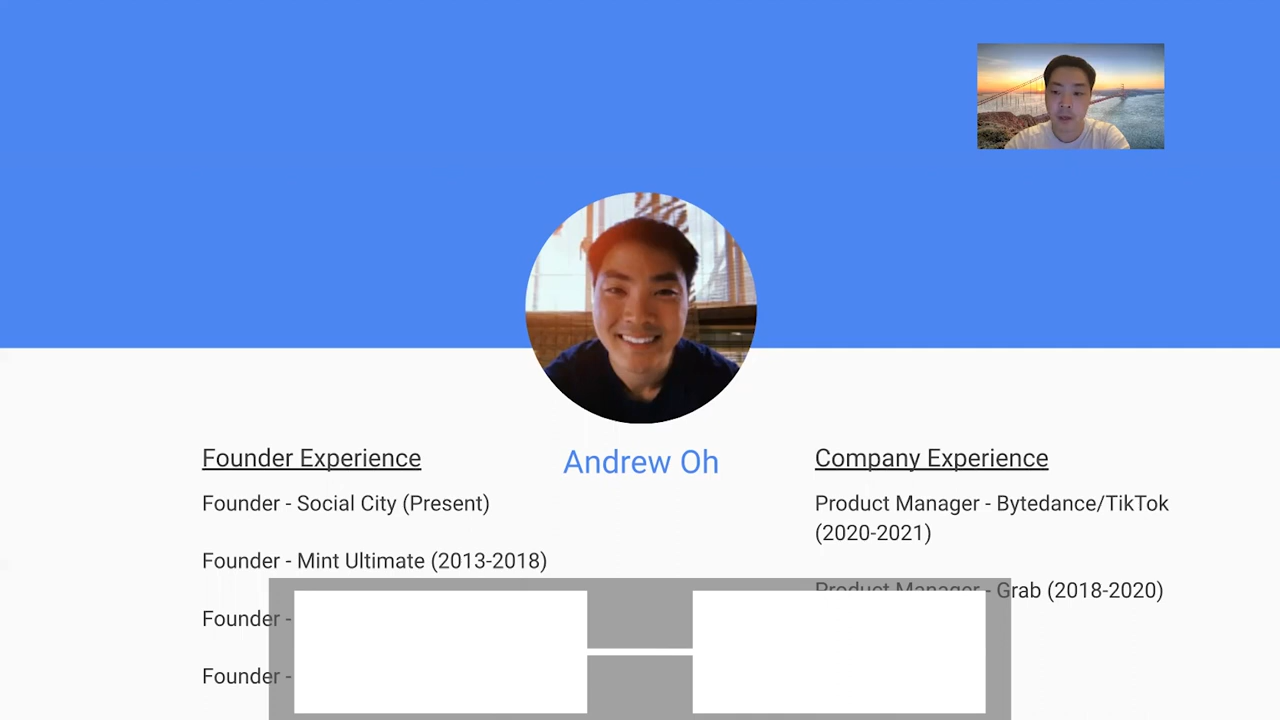 Andrew Oh
Founder Experience
Founder - Social City (Present)
Founder - Mint Ultimate (2013-2018)
Founder -
Founder -
Company Experience
Product Manager - Bytedance/TikTok
(2020-2021)
Product Manager - Grab (2018-2020)